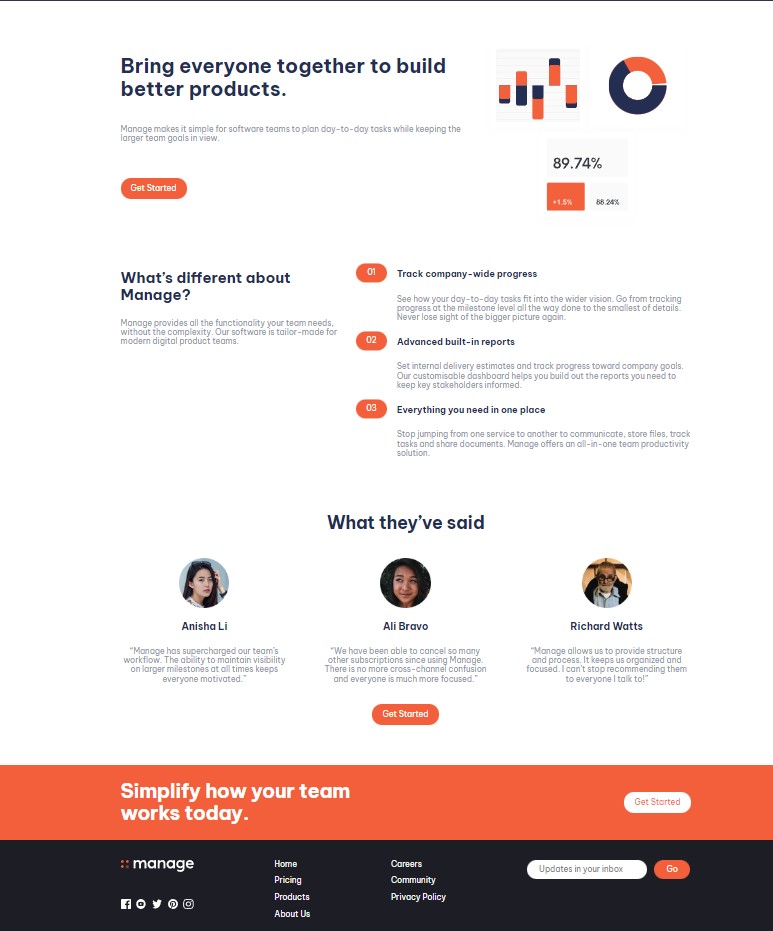 Bring everyone together to build
better products.
Manage makes it simple for software teams to plan day-to-day tasks while keeping the
larger team goals in view.
Get Started
89.74%
+1.5%
88.24%
What's different about
Manage?
Manage provides all the functionality your team needs,
without the complexity. Our software is tailor-made for
modern digital product teams.
01
Track company-wide progress
See how your day-to-day tasks fit into the wider vision. Go from tracking
progress at the milestone level all the way done to the smallest of details.
Never lose sight of the bigger picture again.
02
Advanced built-in reports
Set internal delivery estimates and track progress toward company goals.
Our customisable dashboard helps you build out the reports you need to
keep key stakeholders informed.
03
Everything you need in one place
Stop jumping from one service to another to communicate, store files, track
tasks and share documents. Manage offers an all-in-one team productivity
solution.
What they've said
Anisha Li
“Manage has supercharged our team's
workflow. The ability to maintain visibility
on larger milestones at all times keeps
everyone motivated.”
Ali Bravo
“We have been able to cancel so many
other subscriptions since using Manage.
There is no more cross-channel confusion
and everyone is much more focused.”
Richard Watts
“Manage allows us to provide structure
and process. It keeps us organized and
focused. I can't stop recommending them
to everyone I talk to!”
Get Started
Simplify how your team
works today.
Get Started
manage
Home
Pricing
Products
About Us
Careers
Community
Privacy Policy
Updates in your inbox
Go